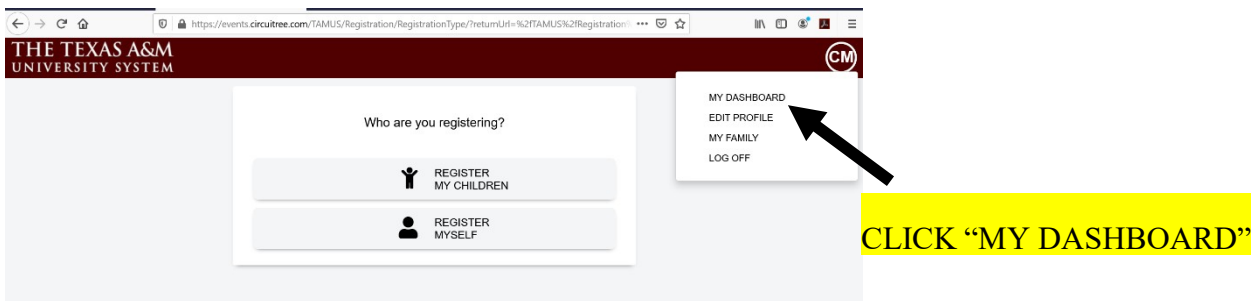 https://events.circuitree.com/TAMUS/Registration/RegistrationType/?returnUrl=%2fTAMUS%2fRegistration
THE TEXAS A&M
UNIVERSITY SYSTEM
CM
MY DASHBOARD
EDIT PROFILE
MY FAMILY
LOG OFF
Who are you registering?
REGISTER
MY CHILDREN
REGISTER
MYSELF
CLICK “MY DASHBOARD”